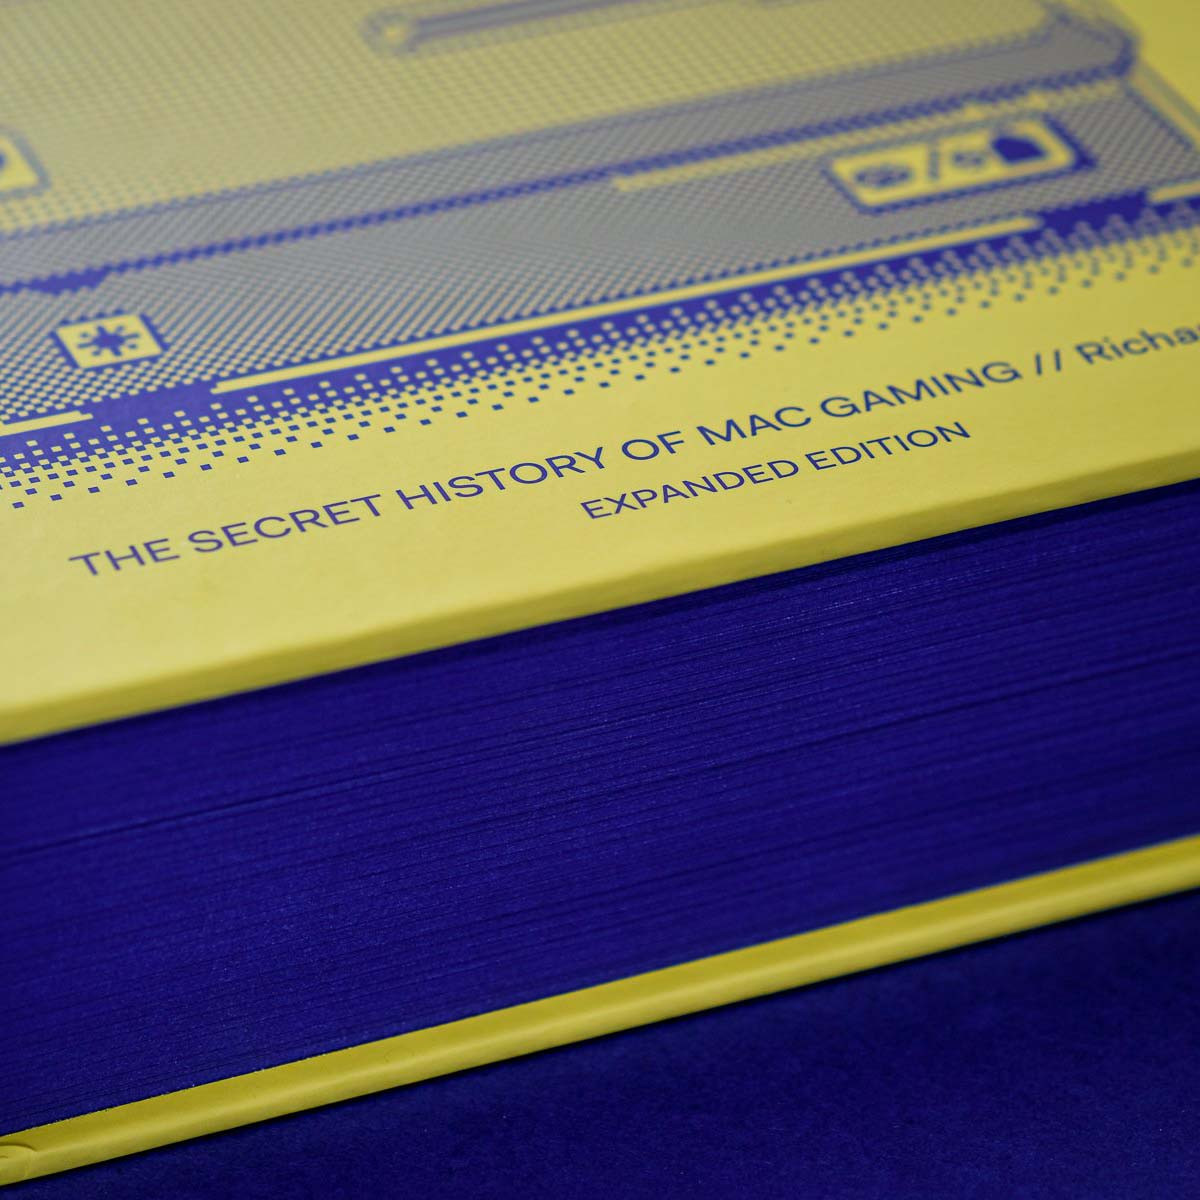 THE SECRET HISTORY OF MAC GAMING // Richa
EXPANDED EDITION